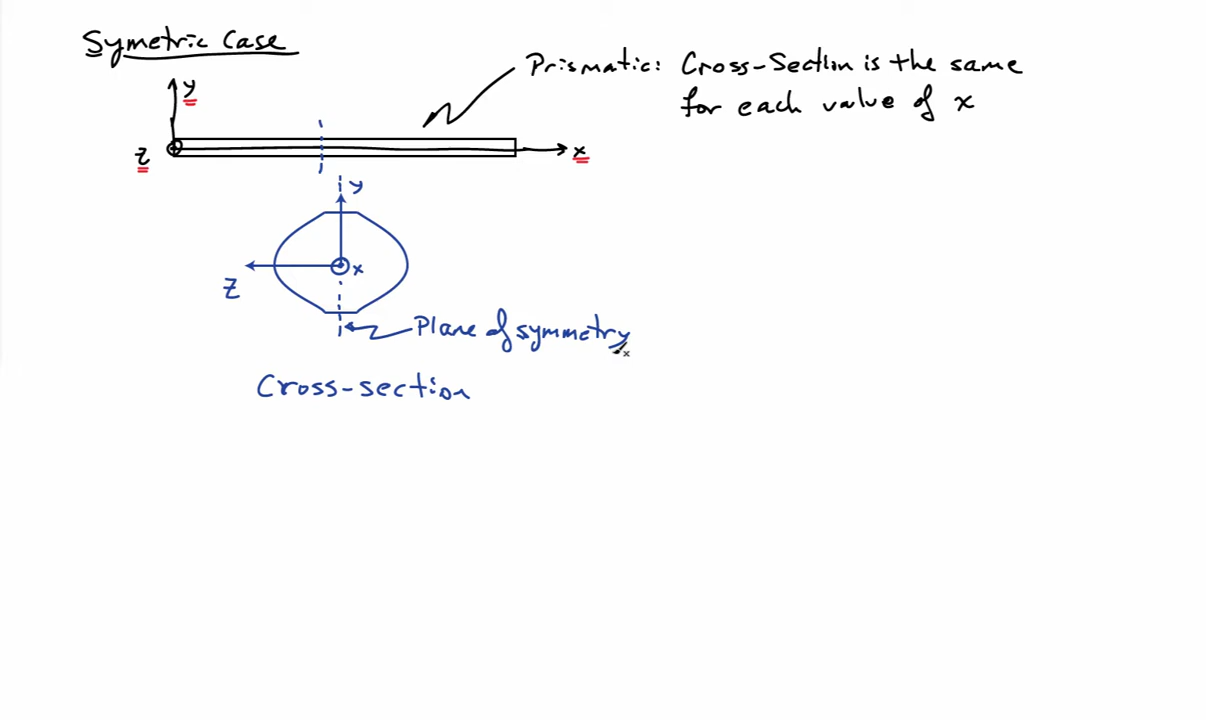 Symetric Case
Prismatic: Cross-Section is the same
for each value of x
y
z
x
y
x
z
Plane of symmetry
Cross-section